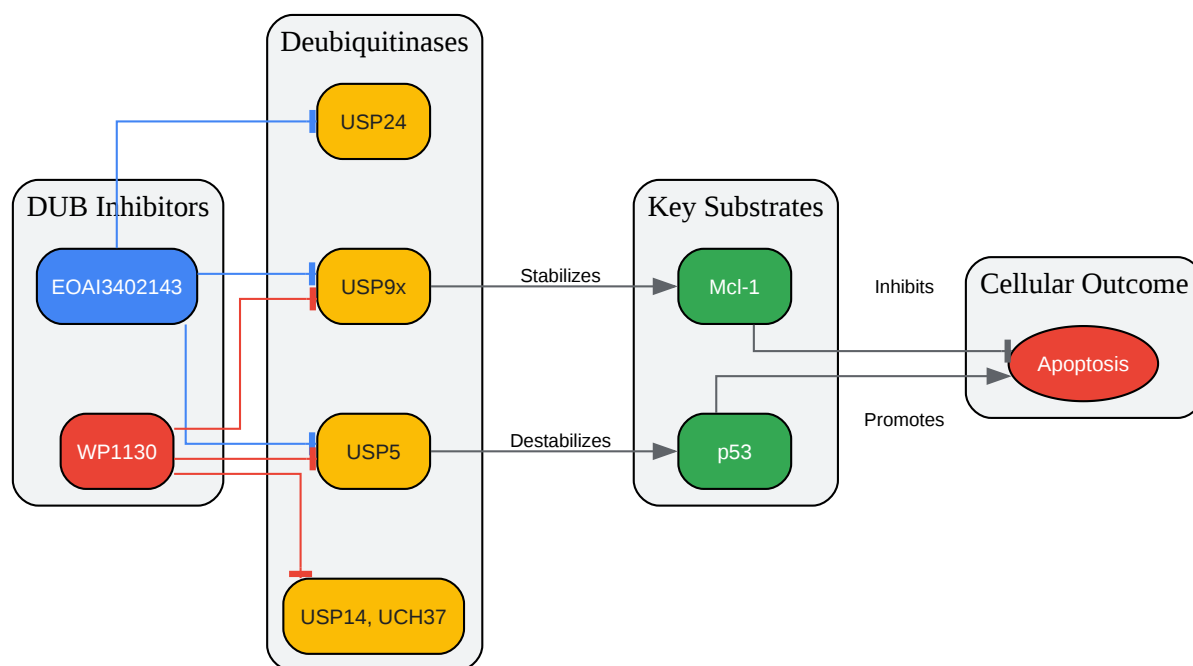 Deubiquitinases
USP24
DUB Inhibitors
EOAI3402143
WP1130
USP9x
USP5
USP14, UCH37
Stabilizes
Destabilizes
Key Substrates
Mcl-1
p53
Inhibits
Promotes
Cellular Outcome
Apoptosis